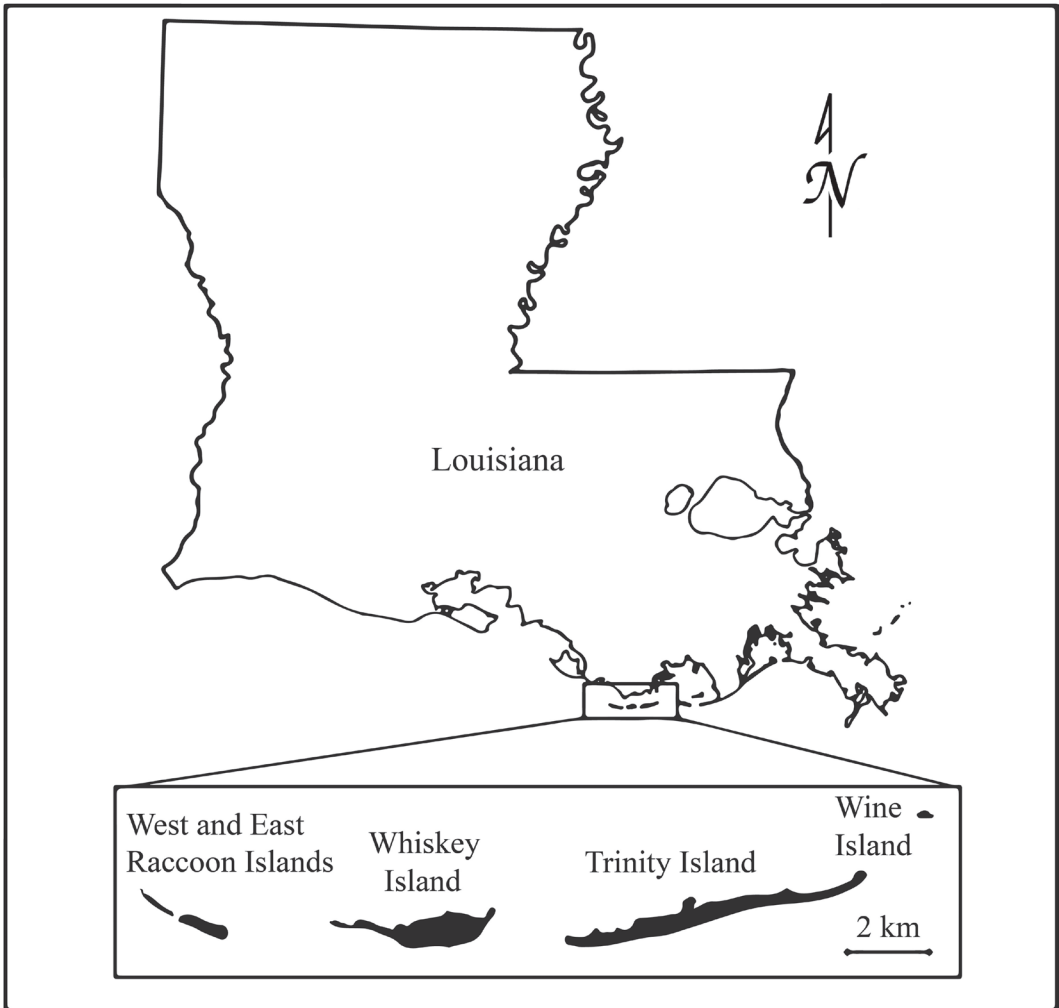 N
Louisiana
West and East
Raccoon Islands
Whiskey
Island
Trinity Island
Wine
Island
2 km